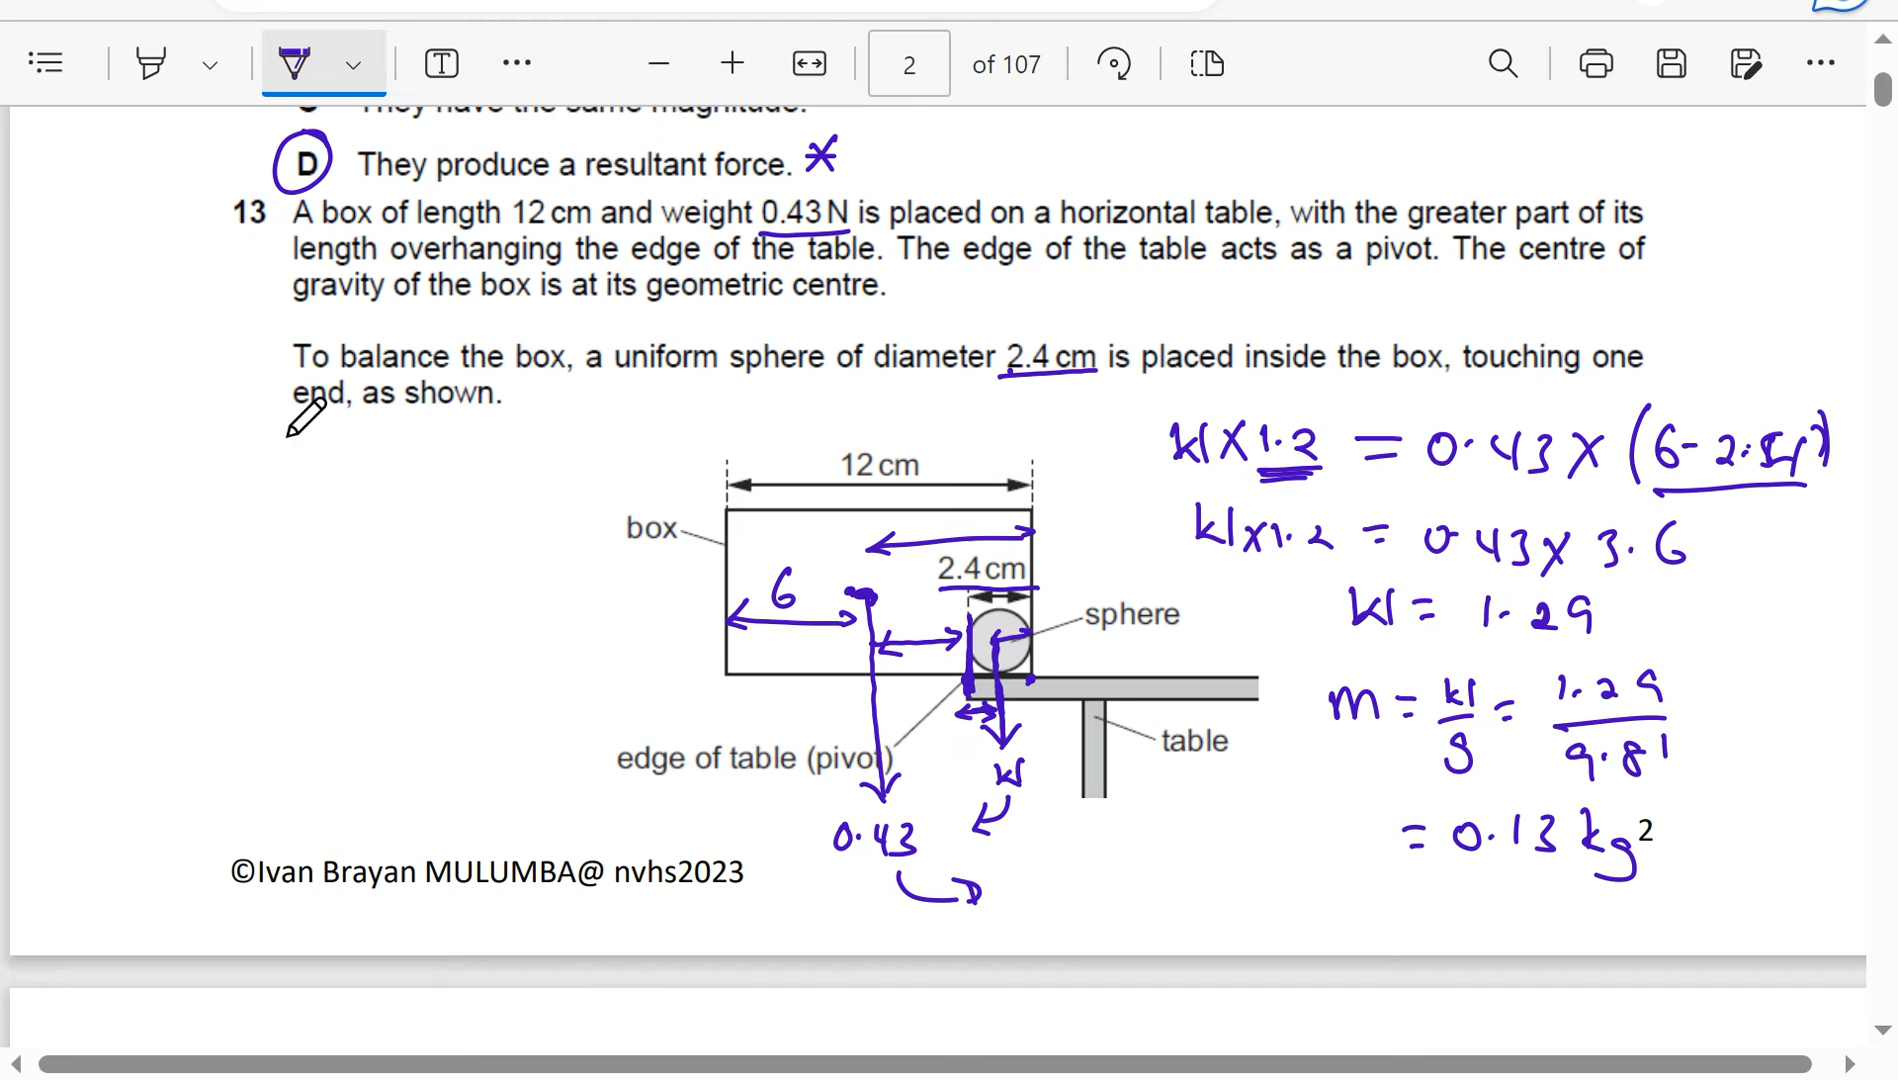 2 of 107
They have the same magnitude.
D They produce a resultant force. *
13 A box of length 12 cm and weight 0.43 N is placed on a horizontal table, with the greater part of its
length overhanging the edge of the table. The edge of the table acts as a pivot. The centre of
gravity of the box is at its geometric centre.
To balance the box, a uniform sphere of diameter 2.4 cm is placed inside the box, touching one
end, as shown.
W × 1.2 = 0.43 × (6 - 2.4)
12 cm
box
W × 1.2 = 0.43 × 3.6
2.4 cm
6
sphere
W = 1.29
m = W/g = 1.29/9.81
table
edge of table (pivot)
W
0.43
= 0.13 kg
2
©Ivan Brayan MULUMBA@ nvhs2023